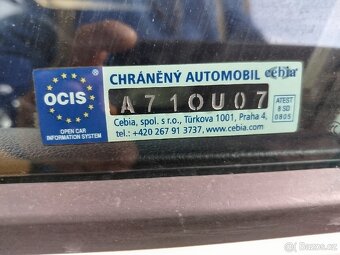 OCIS®
OPEN CAR
INFORMATION SYSTEM
CHRÁNĚNÝ AUTOMOBIL
cebia
A710U07
Cebia, spol. s r.o., Türkova 1001, Praha 4,
tel.: +420 267 91 3737, www.cebia.com
ATEST
8 SD
0805
bazoš.cz